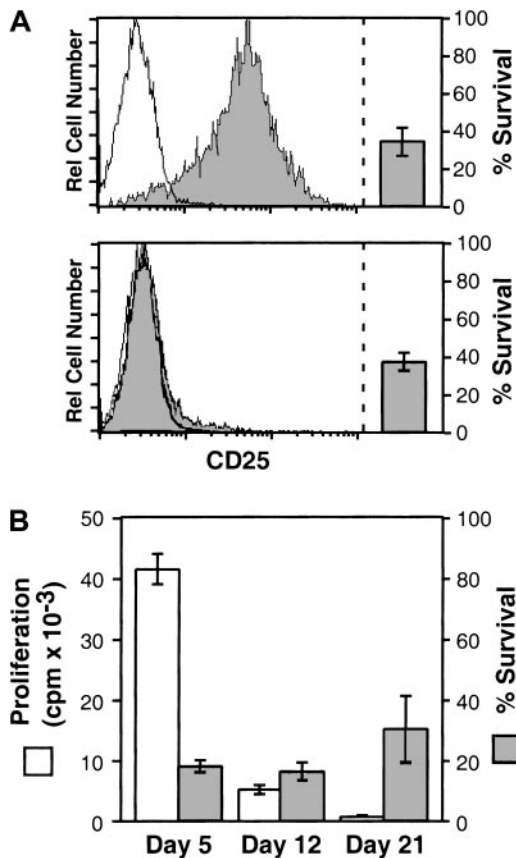 A
Rel Cell Number
100
80
60
40
20
0
% Survival
Rel Cell Number
100
80
60
40
20
0
% Survival
CD25
B
Proliferation
(cpm x 10-3)
50
40
30
20
10
0
100
80
60
40
20
0
% Survival
Day 5 Day 12 Day 21